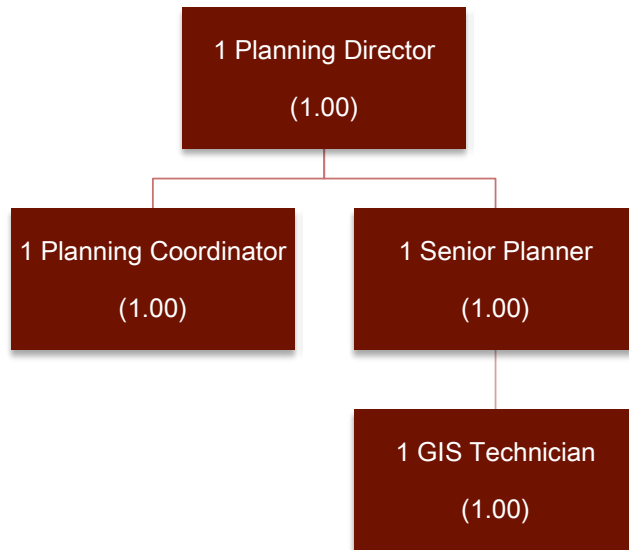 1 Planning Director
(1.00)
1 Planning Coordinator
(1.00)
1 Senior Planner
(1.00)
1 GIS Technician
(1.00)